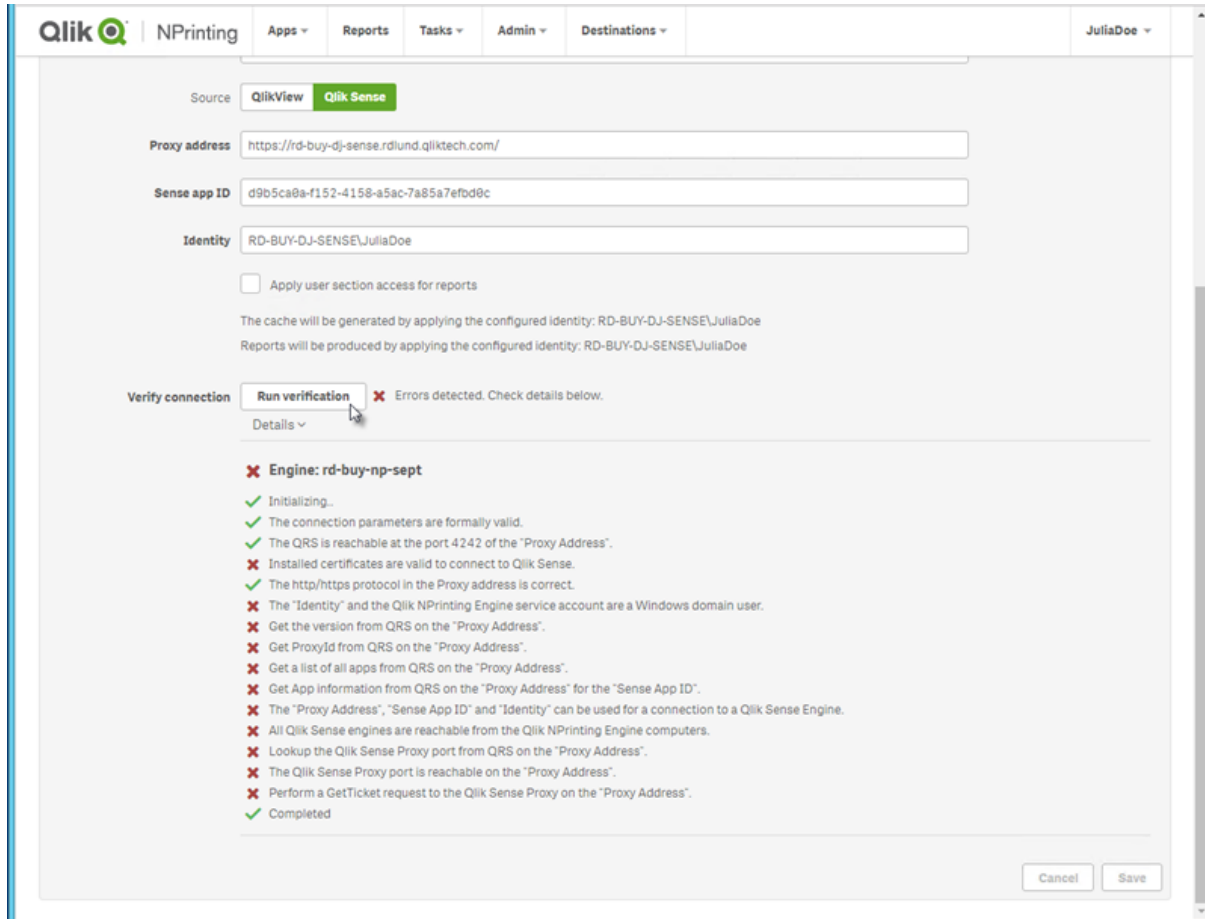 Qlik Q NPrinting Apps Reports Tasks Admin Destinations JuliaDoe
Source QlikView Qlik Sense
Proxy address https://rd-buy-dj-sense.rdlund.qliktech.com/
Sense app ID d9b5ca0a-f152-4158-a5ac-7a85a7efbd0c
Identity RD-BUY-DJ-SENSE\JuliaDoe
Apply user section access for reports
The cache will be generated by applying the configured identity: RD-BUY-DJ-SENSE\JuliaDoe
Reports will be produced by applying the configured identity: RD-BUY-DJ-SENSE\JuliaDoe
Verify connection Run verification Errors detected. Check details below.
Details
Engine: rd-buy-np-sept
Initializing..
The connection parameters are formally valid.
The QRS is reachable at the port 4242 of the "Proxy Address".
Installed certificates are valid to connect to Qlik Sense.
The http/https protocol in the Proxy address is correct.
The "Identity" and the Qlik NPrinting Engine service account are a Windows domain user.
Get the version from QRS on the "Proxy Address".
Get ProxyId from QRS on the "Proxy Address".
Get a list of all apps from QRS on the "Proxy Address".
Get App information from QRS on the "Proxy Address" for the "Sense App ID".
The "Proxy Address", "Sense App ID" and "Identity" can be used for a connection to a Qlik Sense Engine.
All Qlik Sense engines are reachable from the Qlik NPrinting Engine computers.
Lookup the Qlik Sense Proxy port from QRS on the "Proxy Address".
The Qlik Sense Proxy port is reachable on the "Proxy Address".
Perform a GetTicket request to the Qlik Sense Proxy on the "Proxy Address".
Completed
Cancel Save